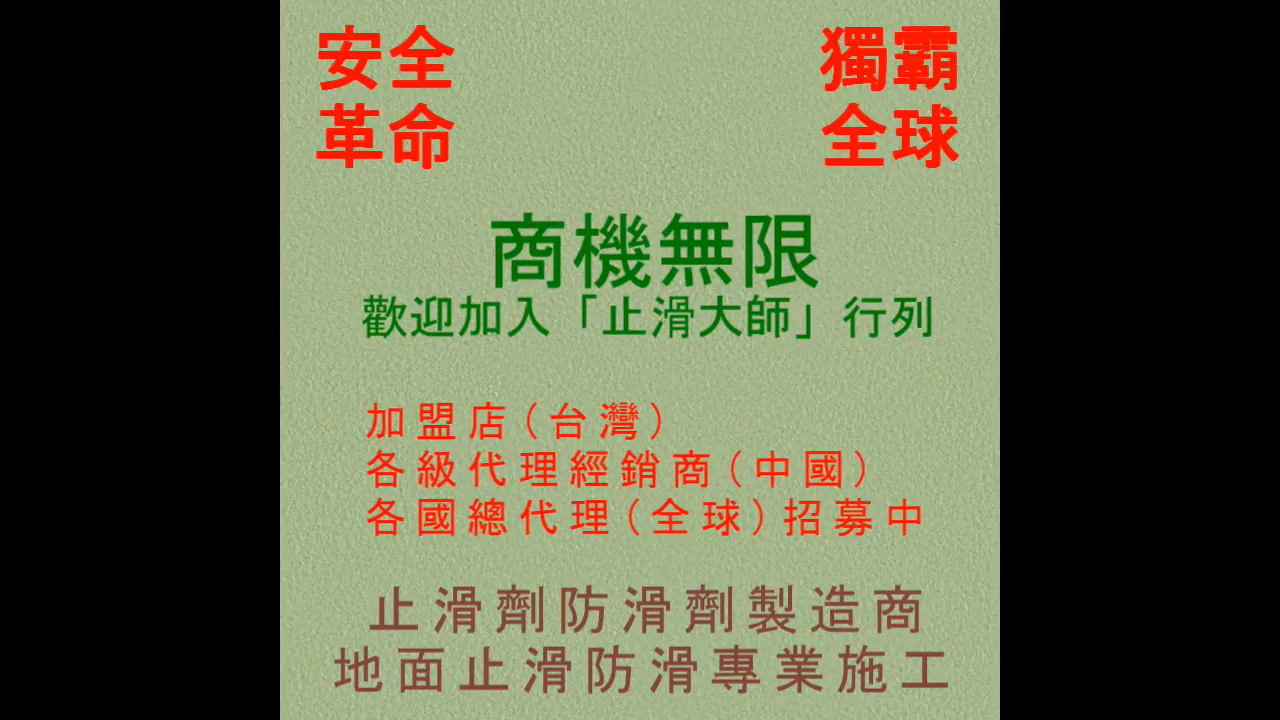 安全
革命
獨霸
全球
商機無限
歡迎加入「止滑大師」行列
加盟店(台灣)
各級代理經銷商(中國)
各國總代理(全球)招募中
止滑劑防滑劑製造商
地面止滑防滑專業施工